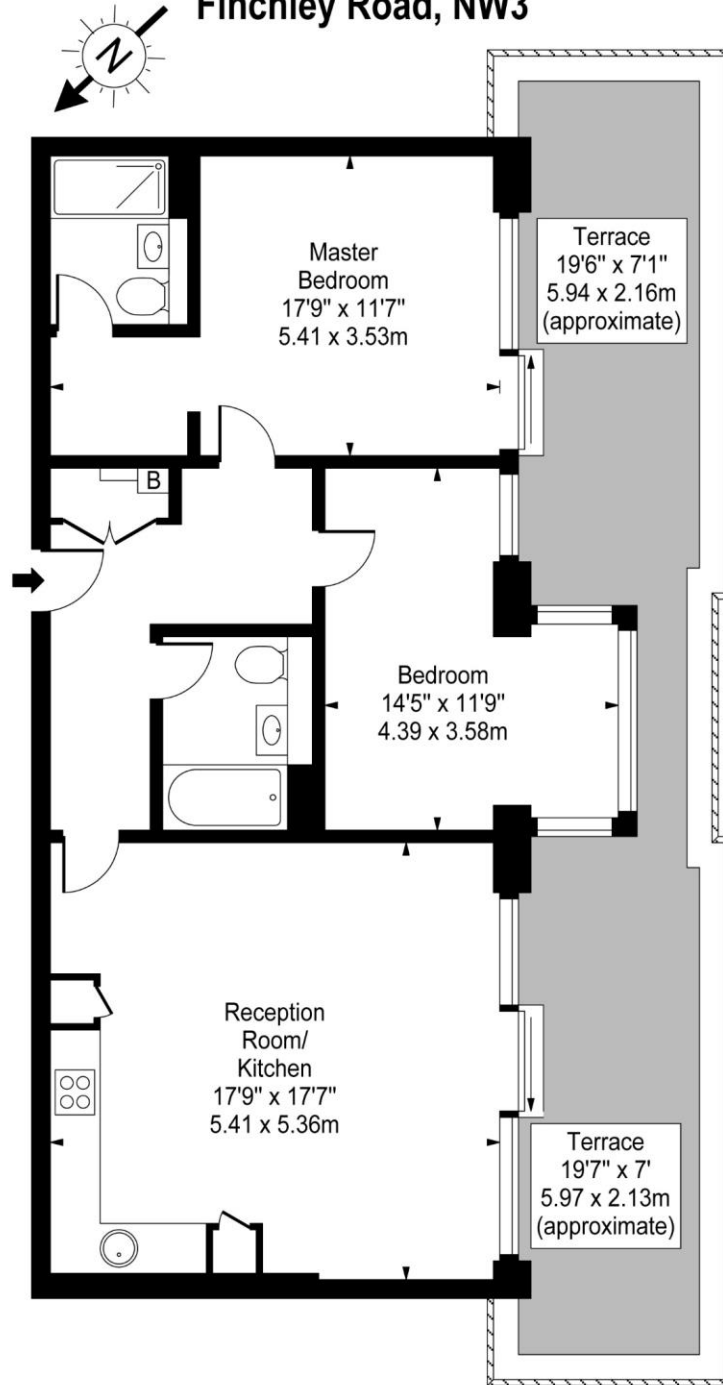 Finchley Road, NW3
N
Terrace
19'6" x 7'1"
5.94 x 2.16m
(approximate)
Master
Bedroom
17'9" x 11'7"
5.41 x 3.53m
B
Bedroom
14'5" x 11'9"
4.39 x 3.58m
Reception
Room/
Kitchen
17'9" x 17'7"
5.41 x 5.36m
Terrace
19'7" x 7'
5.97 x 2.13m
(approximate)